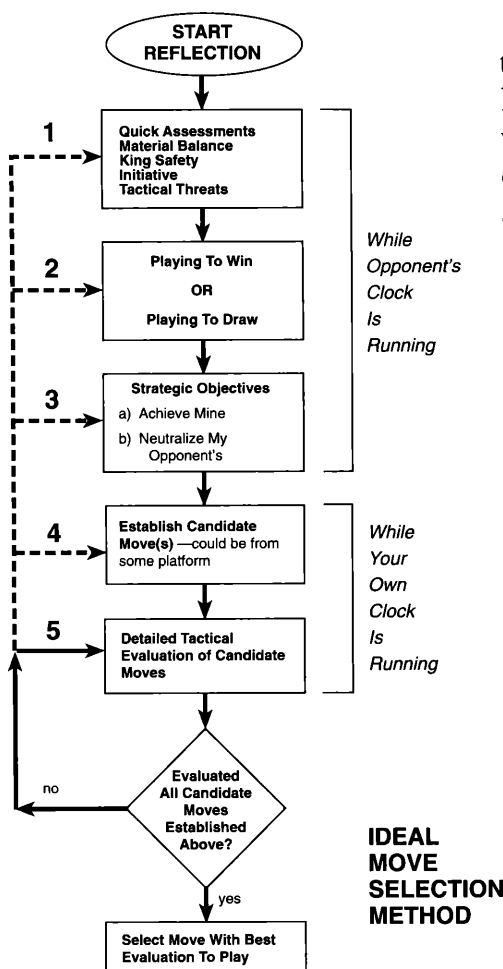 START
REFLECTION
1
Quick Assessments
Material Balance
King Safety
Initiative
Tactical Threats
2
Playing To Win
OR
Playing To Draw
3
Strategic Objectives
a) Achieve Mine
b) Neutralize My
Opponent's
While
Opponent's
Clock
Is
Running
4
Establish Candidate
Move(s) —could be from
some platform
5
Detailed Tactical
Evaluation of Candidate
Moves
While
Your
Own
Clock
Is
Running
Evaluated
All Candidate
Moves
Established
Above?
no
yes
Select Move With Best
Evaluation To Play
IDEAL
MOVE
SELECTION
METHOD